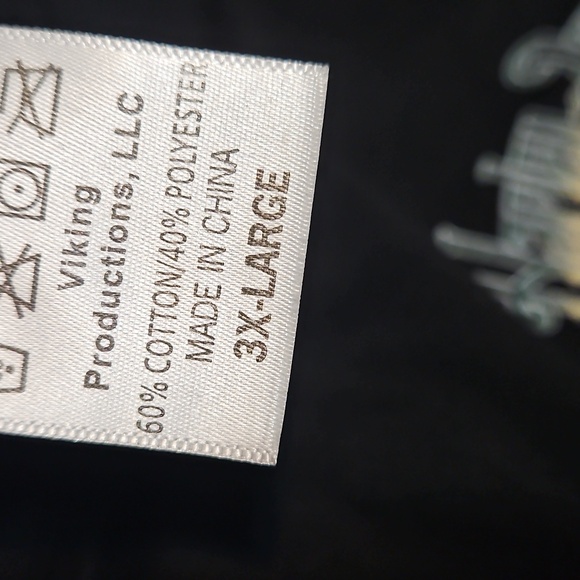 Viking
Productions, LLC
60% COTTON/40% POLYESTER
MADE IN CHINA
3X-LARGE